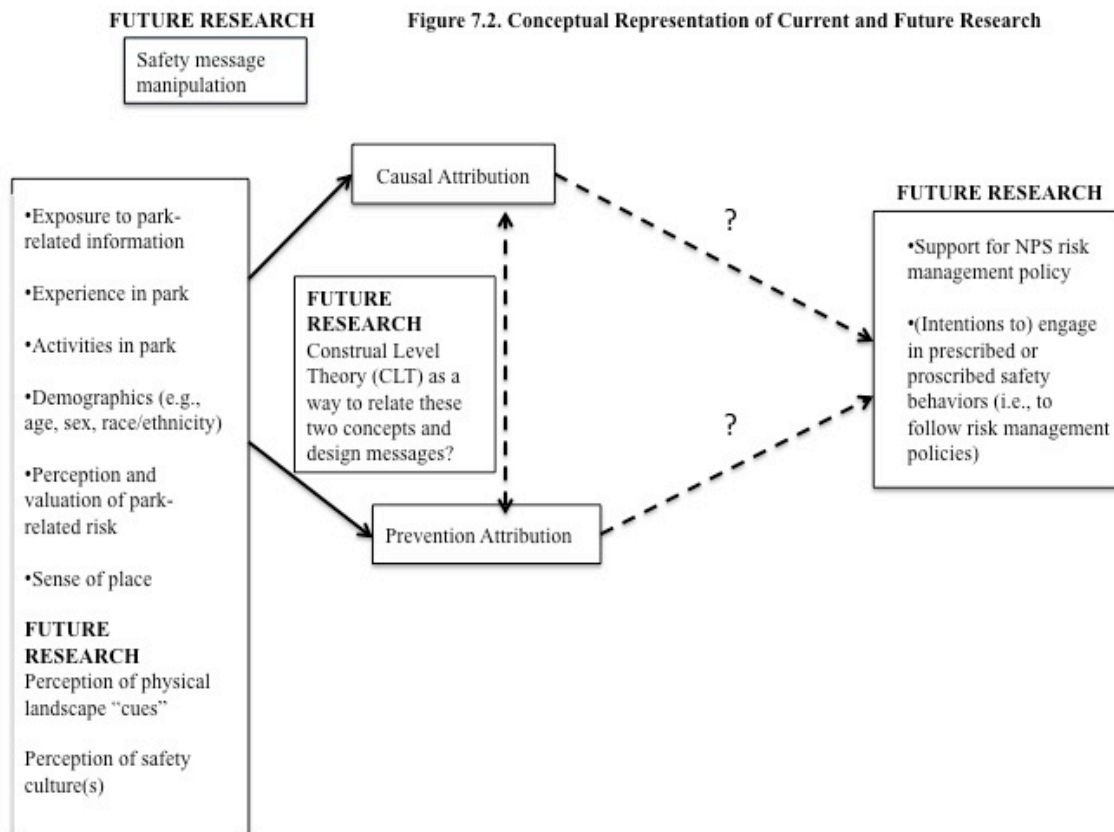 FUTURE RESEARCH
Figure 7.2. Conceptual Representation of Current and Future Research
Safety message
manipulation
•Exposure to park-
related information
•Experience in park
•Activities in park
•Demographics (e.g.,
age, sex, race/ethnicity)
•Perception and
valuation of park-
related risk
•Sense of place
FUTURE
RESEARCH
Perception of physical
landscape “cues”
Perception of safety
culture(s)
Causal Attribution
FUTURE
RESEARCH
Construal Level
Theory (CLT) as a
way to relate these
two concepts and
design messages?
Prevention Attribution
?
?
FUTURE RESEARCH
•Support for NPS risk
management policy
•(Intentions to) engage
in prescribed or
proscribed safety
behaviors (i.e., to
follow risk management
policies)